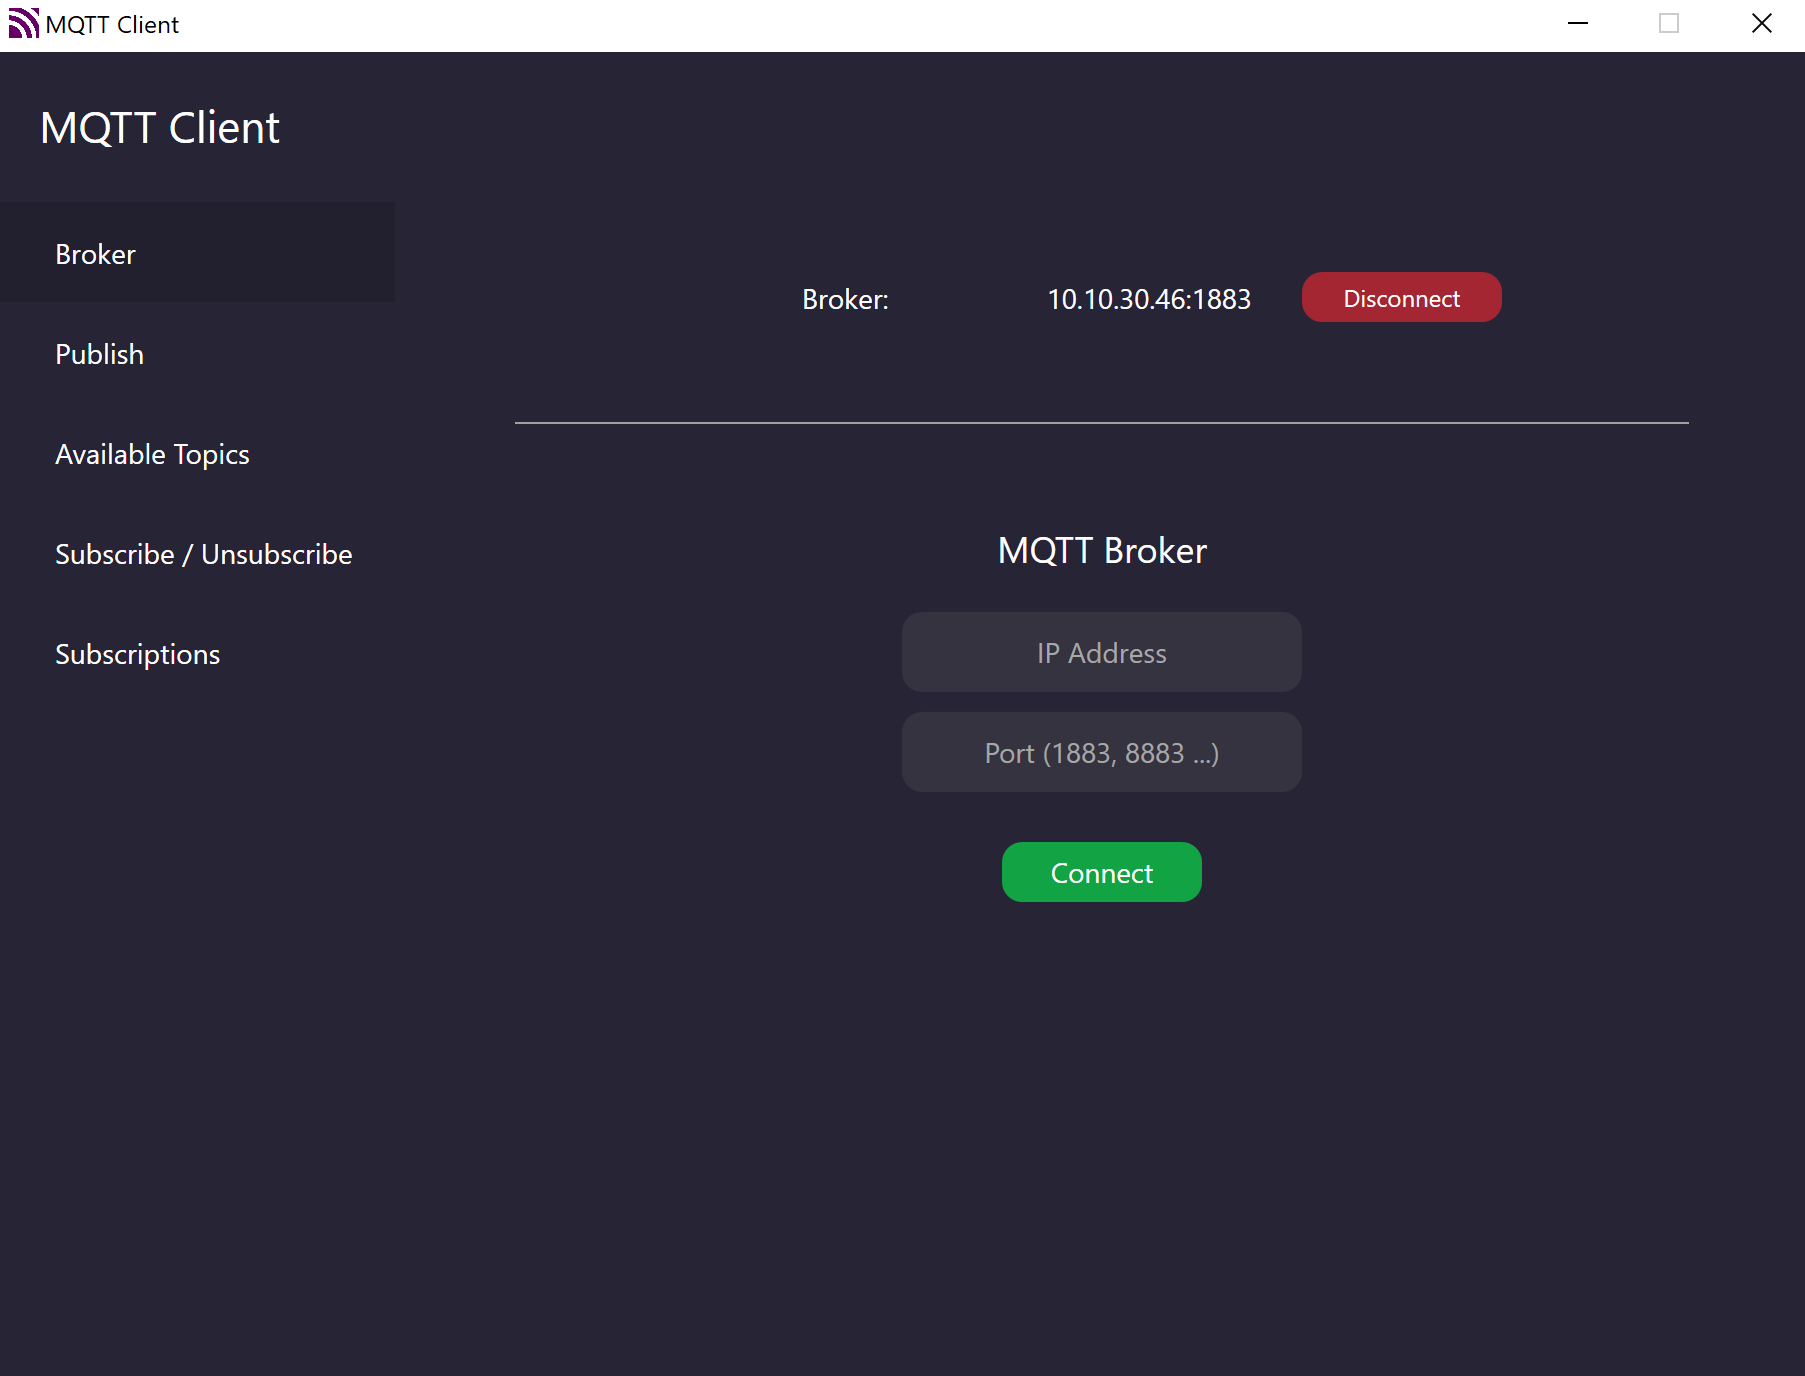 MQTT Client
MQTT Client
Broker
Publish
Available Topics
Subscribe / Unsubscribe
Subscriptions
Broker: 10.10.30.46:1883 Disconnect
MQTT Broker
IP Address
Port (1883, 8883 ...)
Connect